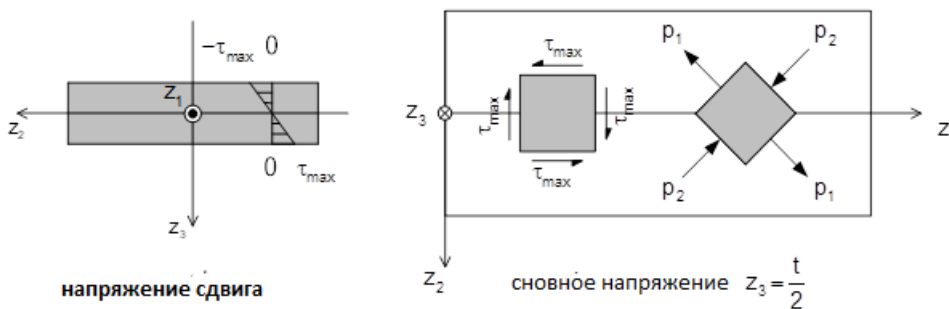 −τmax 0
z1
z2
0 τmax
z3
напряжение сдвига
τmax
τmax
τmax
τmax
p1
p2
z3
z
p2
p1
z2
сновное напряжение z3 = t/2